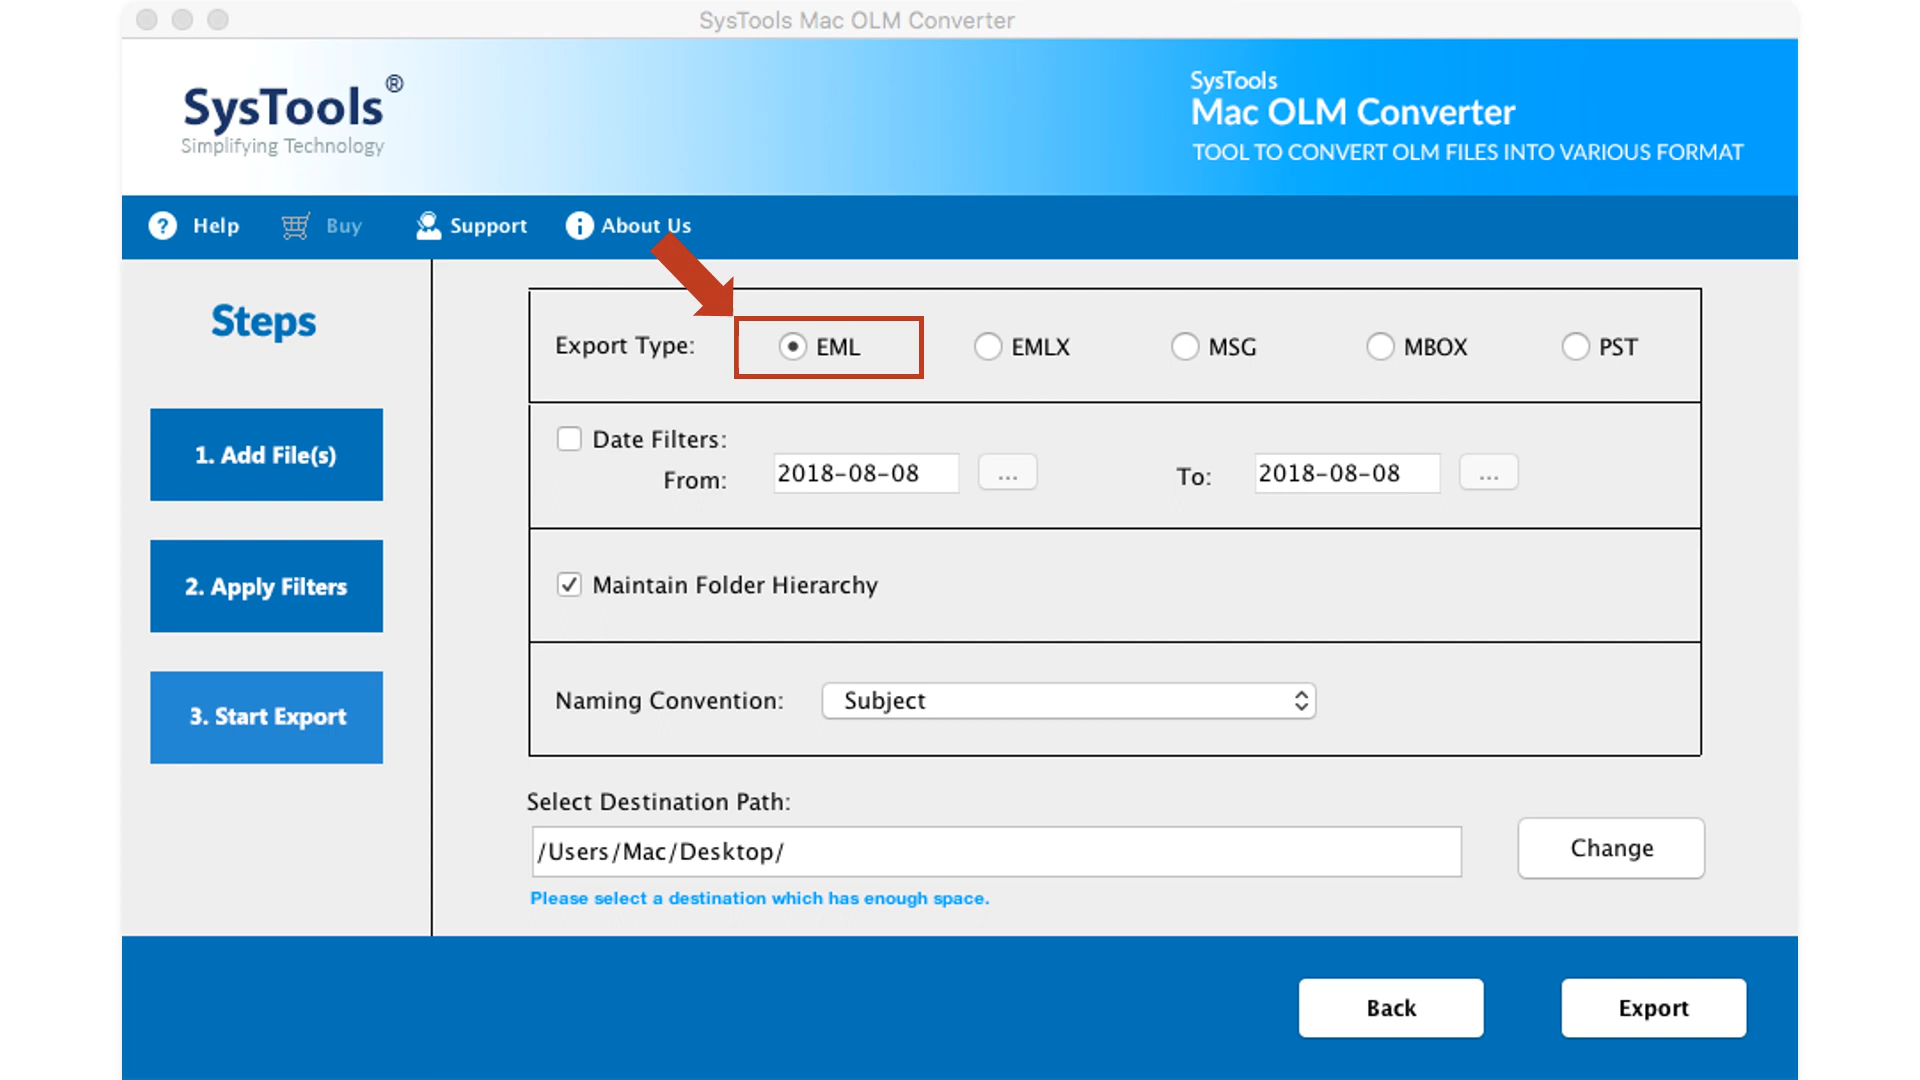 SysTools Mac OLM Converter
SysTools®
Simplifying Technology
SysTools
Mac OLM Converter
TOOL TO CONVERT OLM FILES INTO VARIOUS FORMAT
? Help Buy Support i About Us
Steps
1. Add File(s)
2. Apply Filters
3. Start Export
Export Type: EML EMLX MSG MBOX PST
Date Filters:
From: 2018-08-08 ... To: 2018-08-08 ...
Maintain Folder Hierarchy
Naming Convention: Subject
Select Destination Path:
/Users/Mac/Desktop/ Change
Please select a destination which has enough space.
Back Export